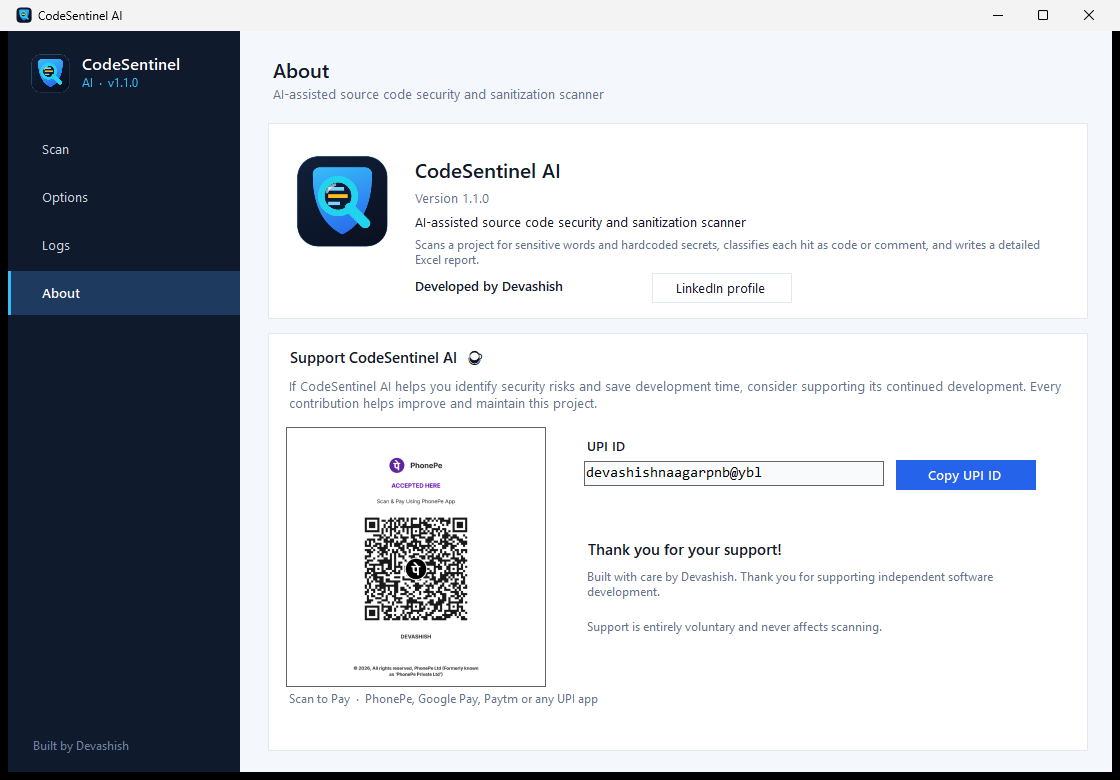 CodeSentinel AI
CodeSentinel
AI · v1.1.0
Scan
Options
Logs
About
Built by Devashish
About
AI-assisted source code security and sanitization scanner
CodeSentinel AI
Version 1.1.0
AI-assisted source code security and sanitization scanner
Scans a project for sensitive words and hardcoded secrets, classifies each hit as code or comment, and writes a detailed
Excel report.
Developed by Devashish
LinkedIn profile
Support CodeSentinel AI
If CodeSentinel AI helps you identify security risks and save development time, consider supporting its continued development. Every
contribution helps improve and maintain this project.
पे PhonePe
ACCEPTED HERE
Scan & Pay Using PhonePe App
पे
DEVASHISH
© 2026, All rights reserved, PhonePe Ltd (Formerly known
as 'PhonePe Private Ltd')
Scan to Pay · PhonePe, Google Pay, Paytm or any UPI app
UPI ID
devashishnaagarpnb@ybl
Copy UPI ID
Thank you for your support!
Built with care by Devashish. Thank you for supporting independent software
development.
Support is entirely voluntary and never affects scanning.